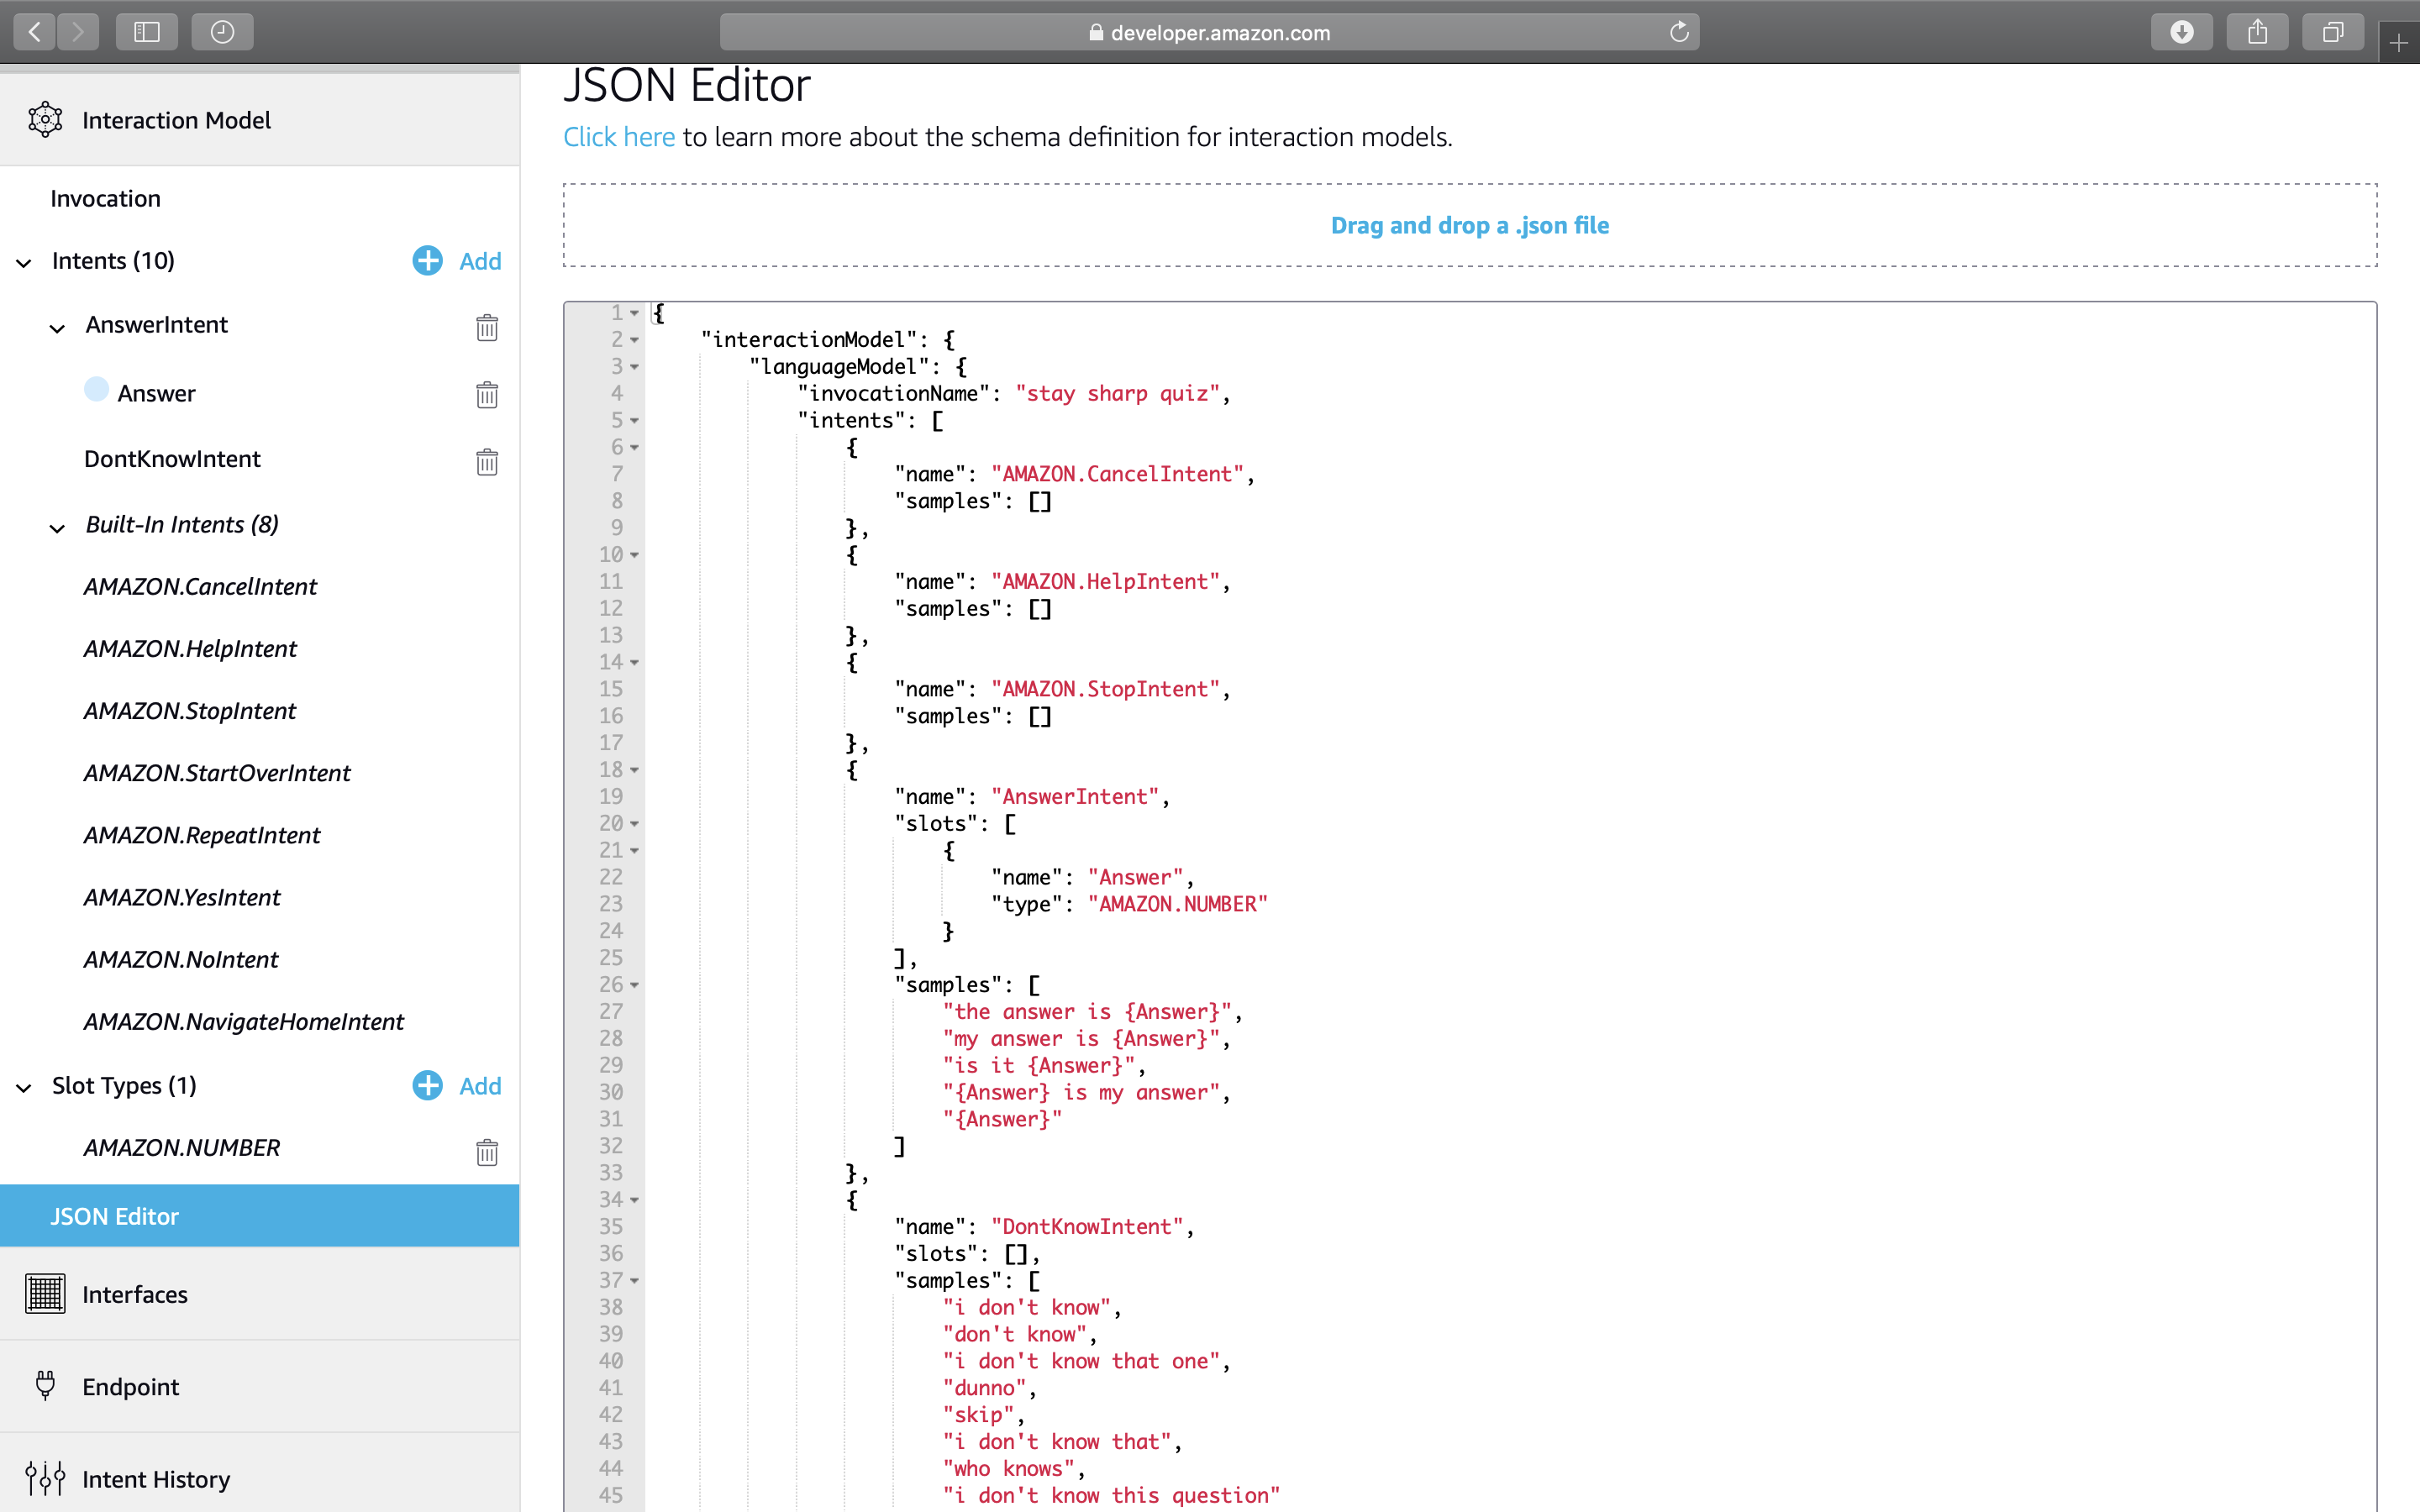 developer.amazon.com
Interaction Model
Invocation
Intents (10)
Add
AnswerIntent
Answer
DontKnowIntent
Built-In Intents (8)
AMAZON.CancelIntent
AMAZON.HelpIntent
AMAZON.StopIntent
AMAZON.StartOverIntent
AMAZON.RepeatIntent
AMAZON.YesIntent
AMAZON.NoIntent
AMAZON.NavigateHomeIntent
Slot Types (1)
Add
AMAZON.NUMBER
JSON Editor
Interfaces
Endpoint
Intent History
JSON Editor
Click here to learn more about the schema definition for interaction models.
Drag and drop a .json file
1 {
2 "interactionModel": {
3 "languageModel": {
4 "invocationName": "stay sharp quiz",
5 "intents": [
6 {
7 "name": "AMAZON.CancelIntent",
8 "samples": []
9 },
10 {
11 "name": "AMAZON.HelpIntent",
12 "samples": []
13 },
14 {
15 "name": "AMAZON.StopIntent",
16 "samples": []
17 },
18 {
19 "name": "AnswerIntent",
20 "slots": [
21 {
22 "name": "Answer",
23 "type": "AMAZON.NUMBER"
24 }
25 ],
26 "samples": [
27 "the answer is {Answer}",
28 "my answer is {Answer}",
29 "is it {Answer}",
30 "{Answer} is my answer",
31 "{Answer}"
32 ]
33 },
34 {
35 "name": "DontKnowIntent",
36 "slots": [],
37 "samples": [
38 "i don't know",
39 "don't know",
40 "i don't know that one",
41 "dunno",
42 "skip",
43 "i don't know that",
44 "who knows",
45 "i don't know this question"